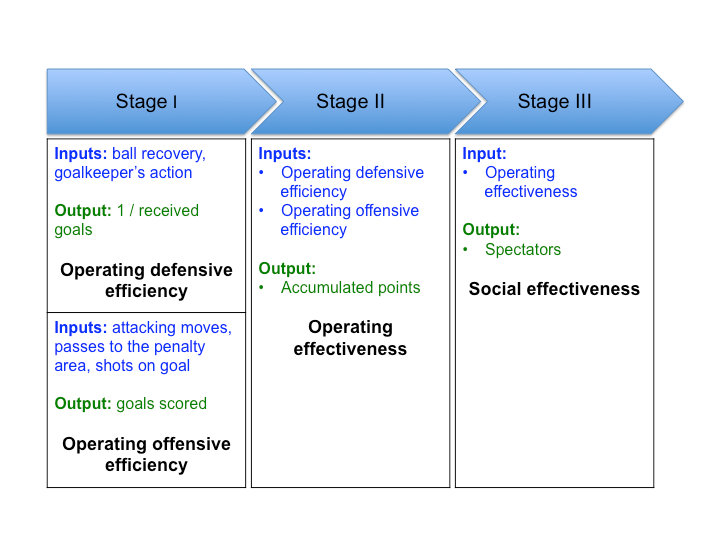 Stage I
Stage II
Stage III
Inputs: ball recovery,
goalkeeper's action
Output: 1 / received
goals
Operating defensive
efficiency
Inputs: attacking moves,
passes to the penalty
area, shots on goal
Output: goals scored
Operating offensive
efficiency
Inputs:
• Operating defensive
efficiency
• Operating offensive
efficiency
Output:
• Accumulated points
Operating
effectiveness
Input:
• Operating
effectiveness
Output:
• Spectators
Social effectiveness